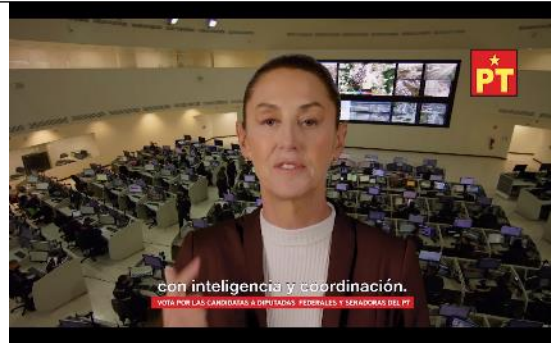 PT
con inteligencia y coordinación.
VOTA POR LAS CANDIDATAS A DIPUTADAS FEDERALES Y SENADORAS DEL PT